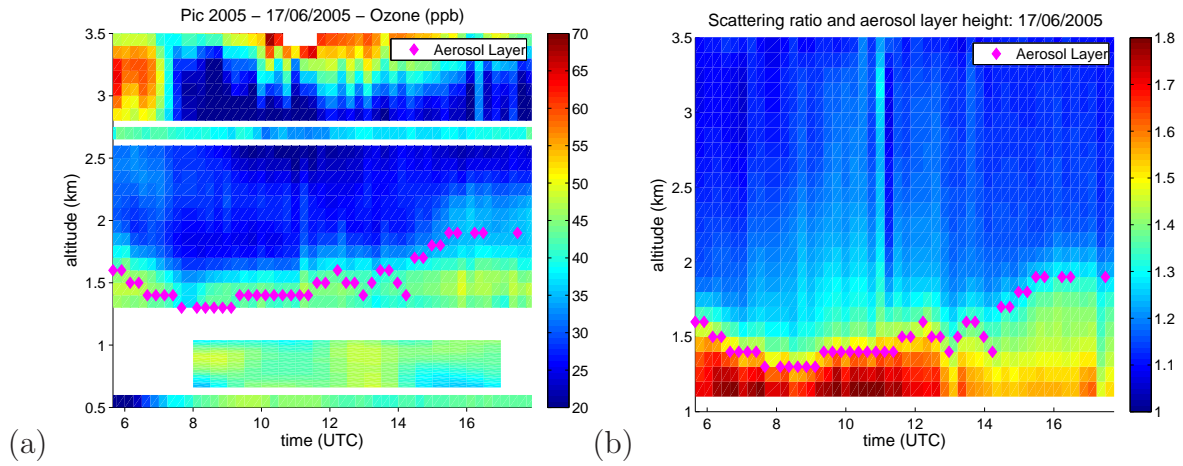 Pic 2005 − 17/06/2005 − Ozone (ppb)
Aerosol Layer
altitude (km)
3.5
3
2.5
2
1.5
1
0.5
6 8 10 12 14 16
time (UTC)
70
65
60
55
50
45
40
35
30
25
20
(a)
Scattering ratio and aerosol layer height: 17/06/2005
Aerosol Layer
altitude (km)
3.5
3
2.5
2
1.5
1
6 8 10 12 14 16
time (UTC)
1.8
1.7
1.6
1.5
1.4
1.3
1.2
1.1
1
(b)